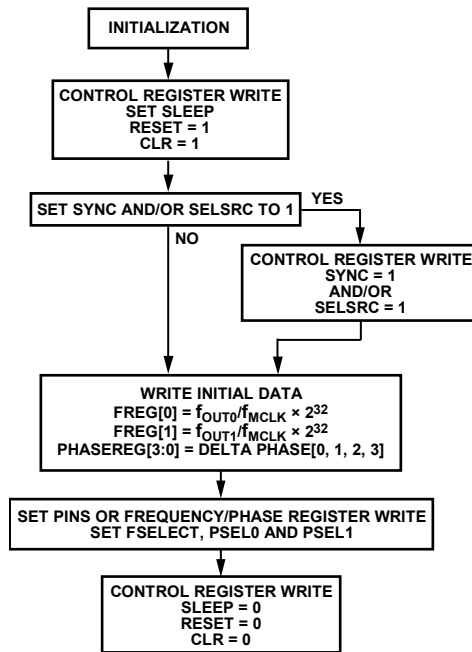 INITIALIZATION
CONTROL REGISTER WRITE
SET SLEEP
RESET = 1
CLR = 1
SET SYNC AND/OR SELSRC TO 1
YES
NO
CONTROL REGISTER WRITE
SYNC = 1
AND/OR
SELSRC = 1
WRITE INITIAL DATA
FREG[0] = fOUT0/fMCLK × 2³²
FREG[1] = fOUT1/fMCLK × 2³²
PHASEREG[3:0] = DELTA PHASE[0, 1, 2, 3]
SET PINS OR FREQUENCY/PHASE REGISTER WRITE
SET FSELECT, PSEL0 AND PSEL1
CONTROL REGISTER WRITE
SLEEP = 0
RESET = 0
CLR = 0